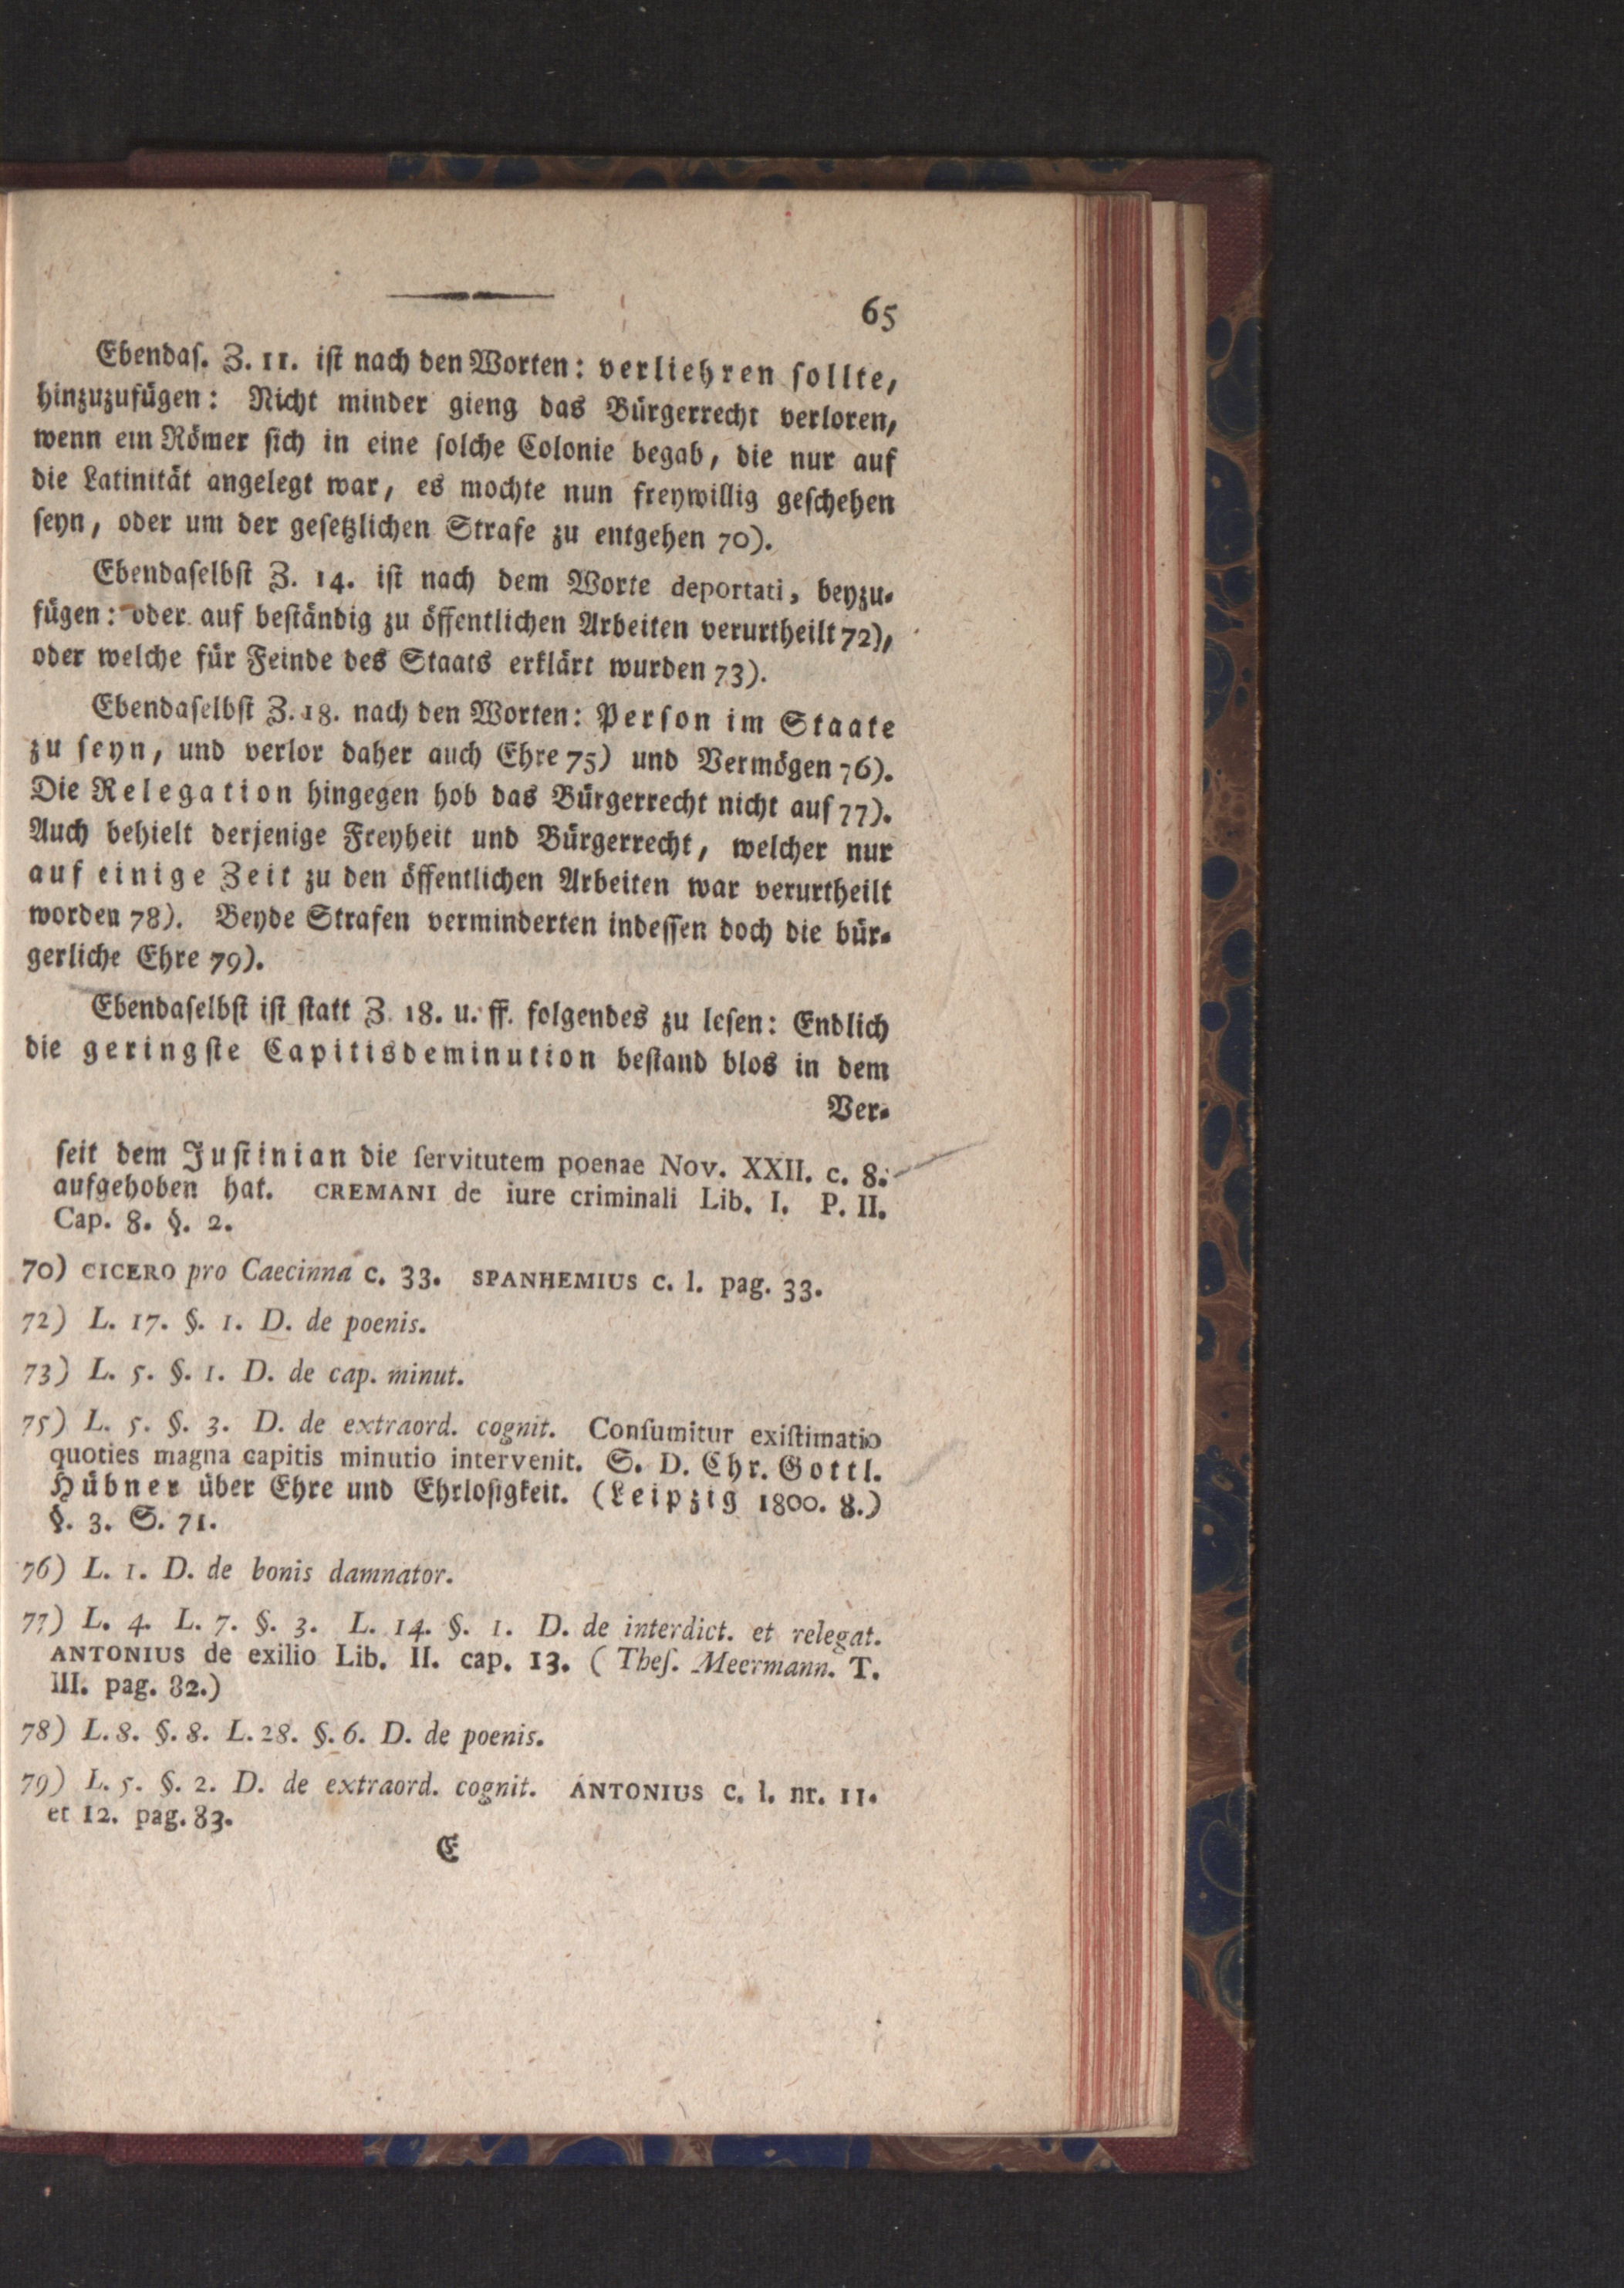 65
Ebendaſ. Z. 11. iſt nach den Worten: verliehren ſollte,
hinzuzufügen: Nicht minder gieng das Bürgerrecht verloren,
wenn ein Römer ſich in eine ſolche Colonie begab, die nur auf
die Latinität angelegt war, es mochte nun freywillig geſchehen
ſeyn, oder um der geſetzlichen Strafe zu entgehen 70).
Ebendaſelbſt Z. 14. iſt nach dem Worte deportati, beyzu-
fügen: oder auf beſtändig zu öffentlichen Arbeiten verurtheilt 72),
oder welche für Feinde des Staats erklärt wurden 73).
Ebendaſelbſt Z. 18. nach den Worten: Perſon im Staate
zu ſeyn, und verlor daher auch Ehre 75) und Vermögen 76).
Die Relegation hingegen hob das Bürgerrecht nicht auf 77).
Auch behielt derjenige Freyheit und Bürgerrecht, welcher nur
auf einige Zeit zu den öffentlichen Arbeiten war verurtheilt
worden 78). Beyde Strafen verminderten indeſſen doch die bür-
gerliche Ehre 79).
Ebendaſelbſt iſt ſtatt Z. 18. u. ff. folgendes zu leſen: Endlich
die geringſte Capitisdeminution beſtand blos in dem
Ver-
ſeit dem Juſtinian die ſervitutem poenae Nov. XXII. c. 8.
aufgehoben hat. CREMANI de iure criminali Lib. I. P. II.
Cap. 8. §. 2.
70) CICERO pro Caecinna c. 33. SPANHEMIUS c. l. pag. 33.
72) L. 17. §. 1. D. de poenis.
73) L. 5. §. 1. D. de cap. minut.
75) L. 5. §. 3. D. de extraord. cognit. Conſumitur exiſtimatio
quoties magna capitis minutio intervenit. S. D. Chr. Gottl.
Hübner über Ehre und Ehrloſigkeit. (Leipzig 1800. 8.)
§. 3. S. 71.
76) L. 1. D. de bonis damnator.
77) L. 4. L. 7. §. 3. L. 14. §. 1. D. de interdict. et relegat.
ANTONIUS de exilio Lib. II. cap. 13. (Theſ. Meermann. T.
III. pag. 82.)
78) L. 8. §. 8. L. 28. §. 6. D. de poenis.
79) L. 5. §. 2. D. de extraord. cognit. ANTONIUS c. l. nr. 11.
et 12. pag. 83.
E